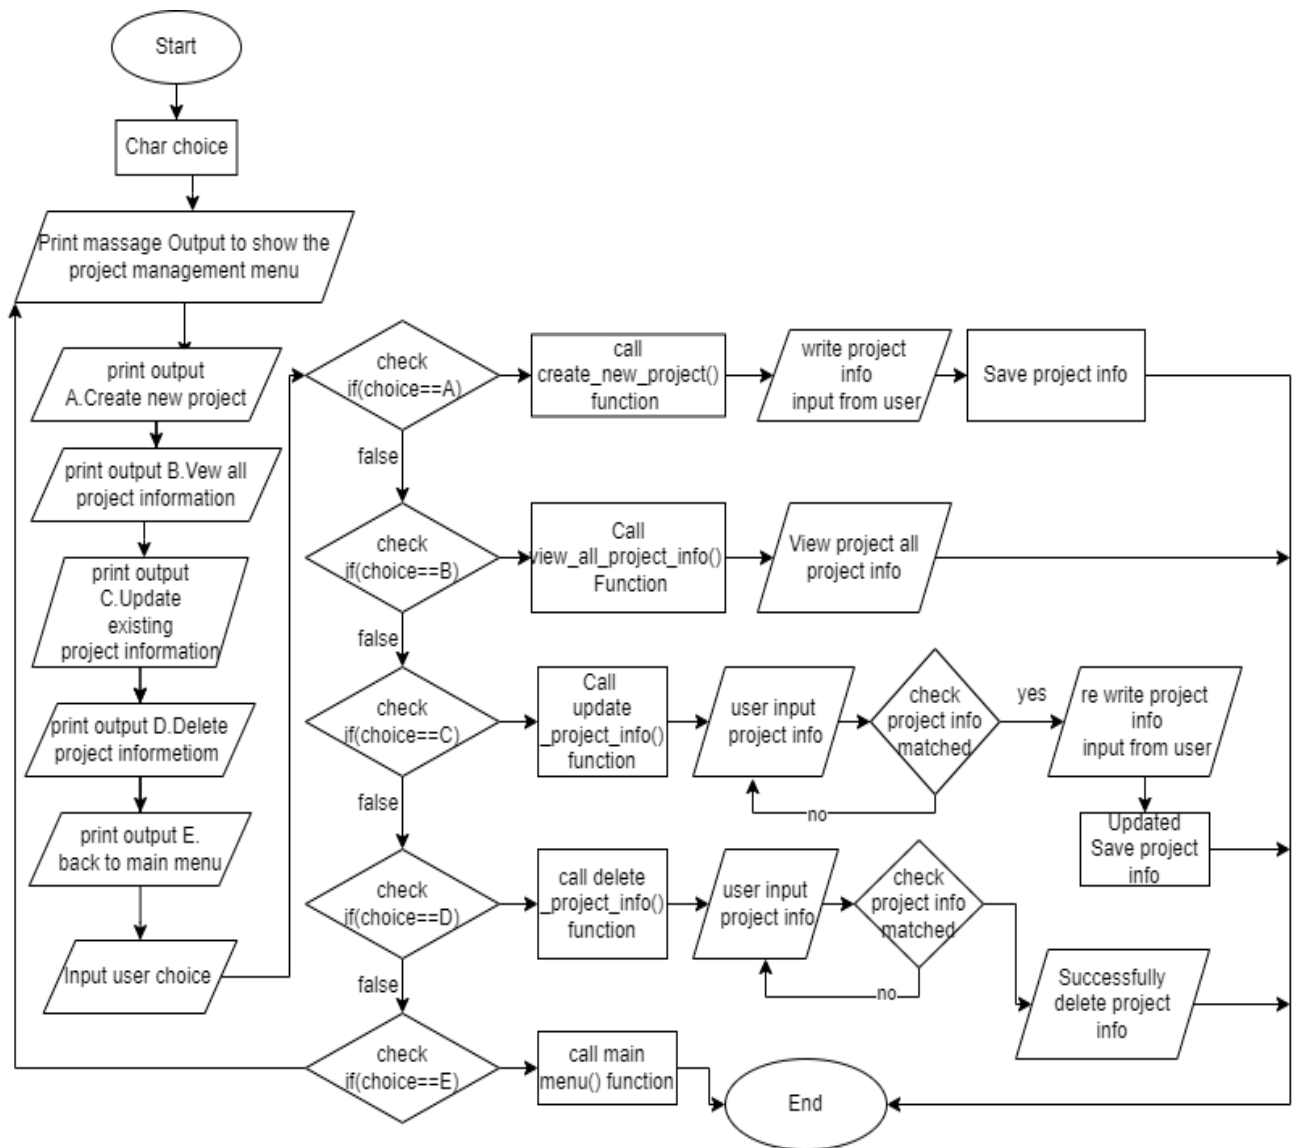 Start
Char choice
Print massage Output to show the
project management menu
print output
A.Create new project
print output B.Vew all
project information
print output
C.Update
existing
project information
print output D.Delete
project informetiom
print output E.
back to main menu
Input user choice
check
if(choice==A)
call
create_new_project()
function
write project
info
input from user
Save project info
false
check
if(choice==B)
Call
view_all_project_info()
Function
View project all
project info
false
check
if(choice==C)
Call
update
_project_info()
function
user input
project info
check
project info
matched
yes
re write project
info
input from user
no
Updated
Save project
info
false
check
if(choice==D)
call delete
_project_info()
function
user input
project info
check
project info
matched
no
Successfully
delete project
info
false
check
if(choice==E)
call main
menu() function
End